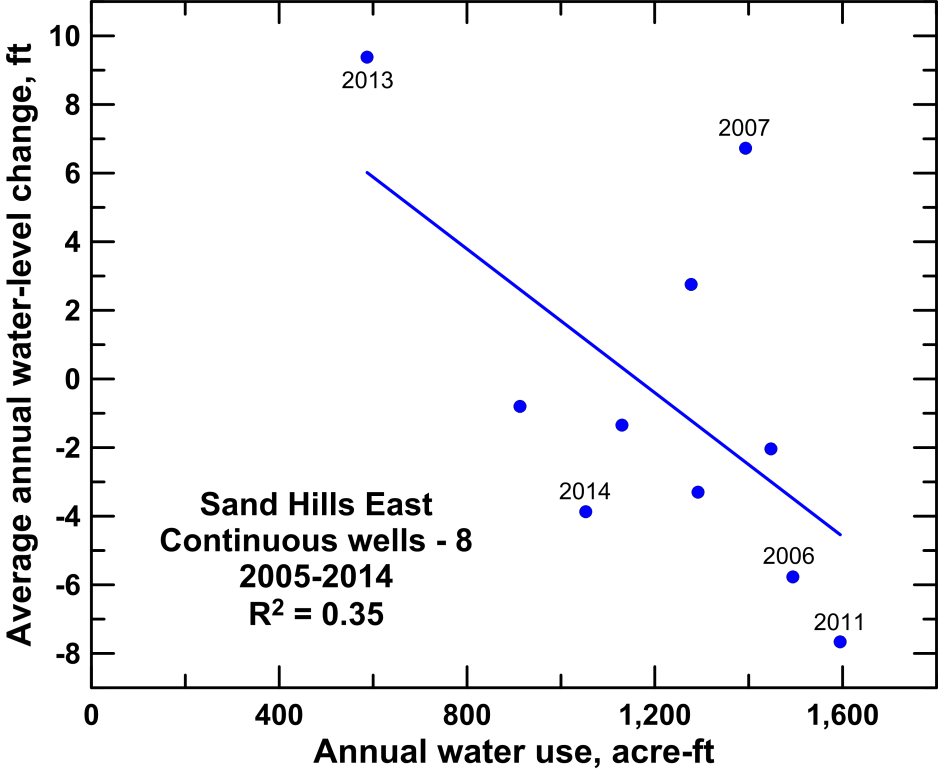 10
8
6
4
2
0
-2
-4
-6
-8
Average annual water-level change, ft
2013
2007
2014
2006
2011
Sand Hills East
Continuous wells - 8
2005-2014
R² = 0.35
0 400 800 1,200 1,600
Annual water use, acre-ft